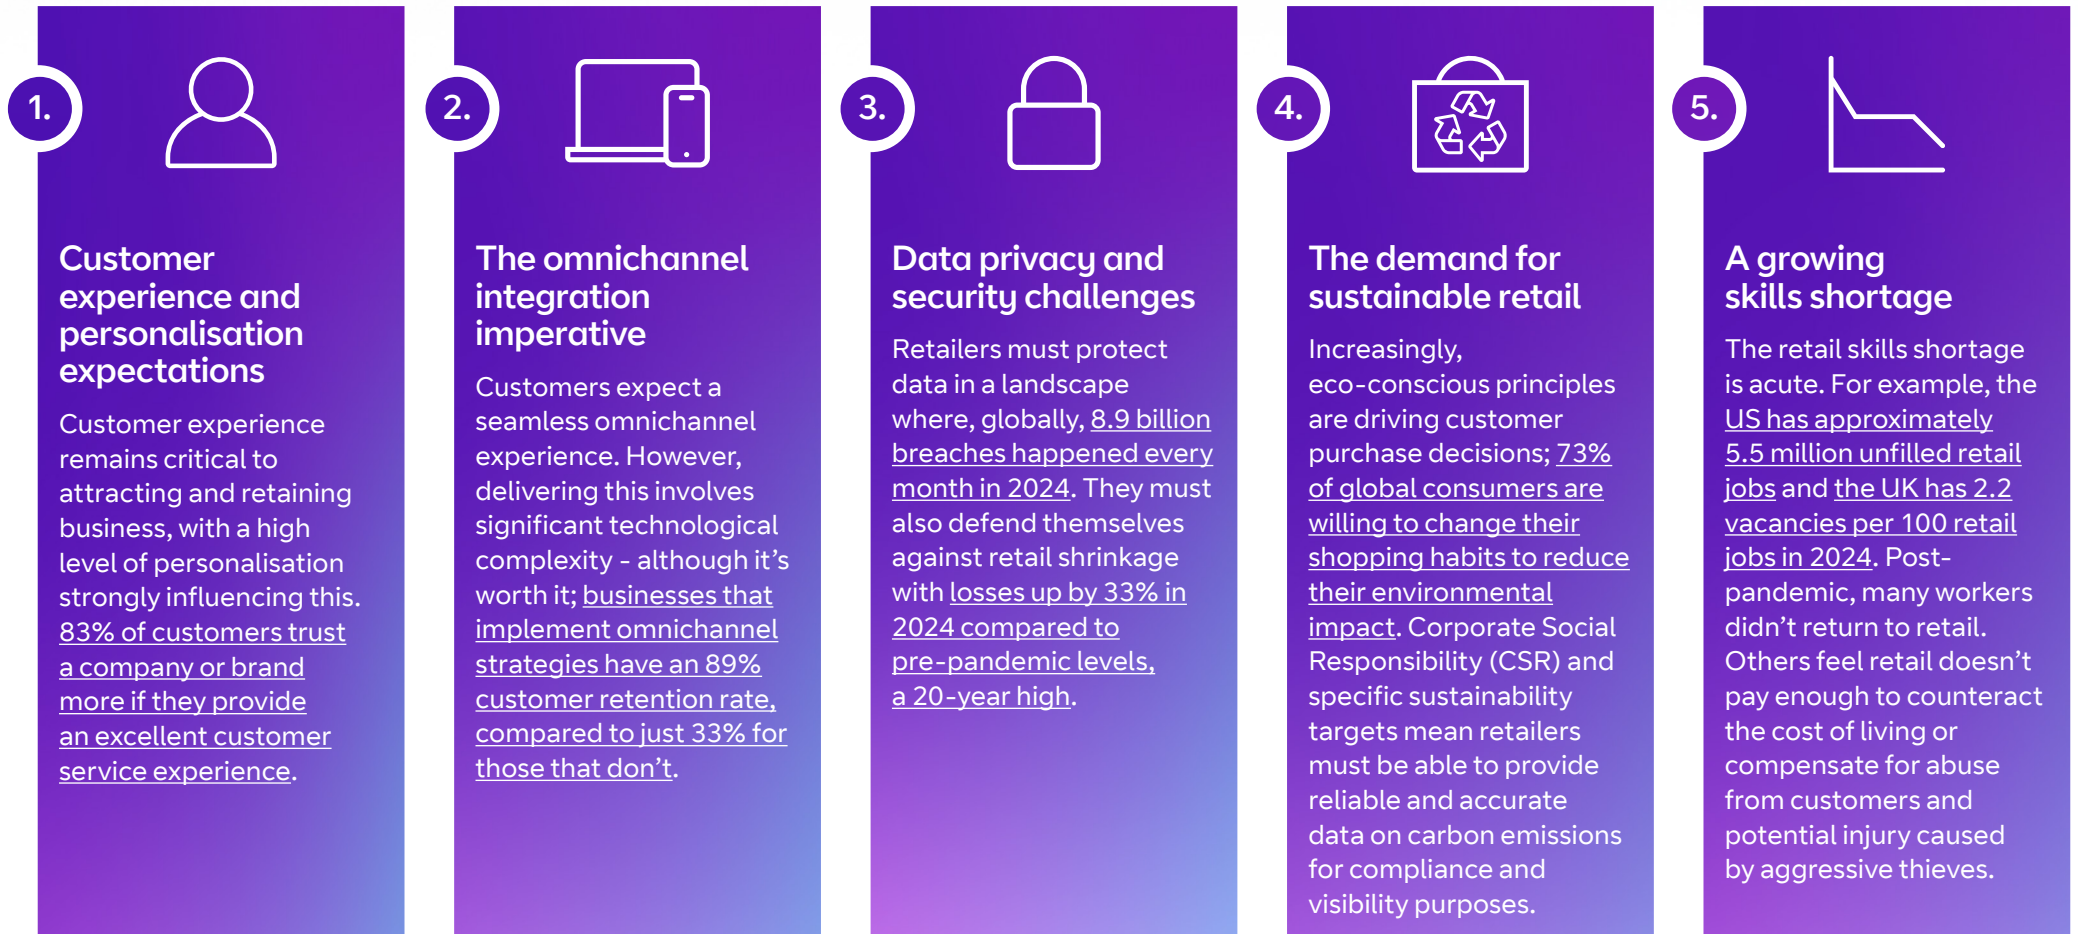 1.
Customer
experience and
personalisation
expectations
Customer experience
remains critical to
attracting and retaining
business, with a high
level of personalisation
strongly influencing this.
83% of customers trust
a company or brand
more if they provide
an excellent customer
service experience.
2.
The omnichannel
integration
imperative
Customers expect a
seamless omnichannel
experience. However,
delivering this involves
significant technological
complexity - although it's
worth it; businesses that
implement omnichannel
strategies have an 89%
customer retention rate,
compared to just 33% for
those that don't.
3.
Data privacy and
security challenges
Retailers must protect
data in a landscape
where, globally, 8.9 billion
breaches happened every
month in 2024. They must
also defend themselves
against retail shrinkage
with losses up by 33% in
2024 compared to
pre-pandemic levels,
a 20-year high.
4.
The demand for
sustainable retail
Increasingly,
eco-conscious principles
are driving customer
purchase decisions; 73%
of global consumers are
willing to change their
shopping habits to reduce
their environmental
impact. Corporate Social
Responsibility (CSR) and
specific sustainability
targets mean retailers
must be able to provide
reliable and accurate
data on carbon emissions
for compliance and
visibility purposes.
5.
A growing
skills shortage
The retail skills shortage
is acute. For example, the
US has approximately
5.5 million unfilled retail
jobs and the UK has 2.2
vacancies per 100 retail
jobs in 2024. Post-
pandemic, many workers
didn't return to retail.
Others feel retail doesn't
pay enough to counteract
the cost of living or
compensate for abuse
from customers and
potential injury caused
by aggressive thieves.